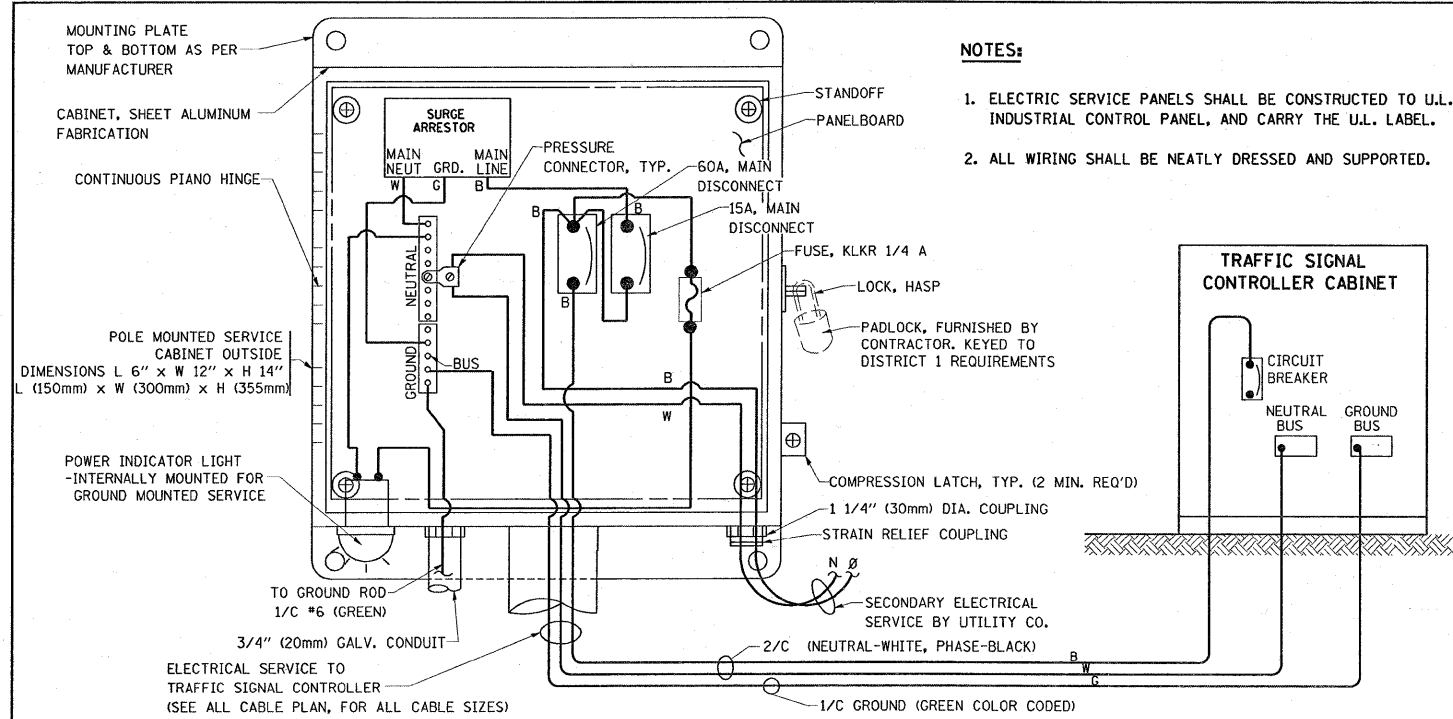 MOUNTING PLATE
TOP & BOTTOM AS PER
MANUFACTURER
CABINET, SHEET ALUMINUM
FABRICATION
CONTINUOUS PIANO HINGE
POLE MOUNTED SERVICE
CABINET OUTSIDE
DIMENSIONS L 6" x W 12" x H 14"
L (150mm) x W (300mm) x H (355mm)
POWER INDICATOR LIGHT
-INTERNALLY MOUNTED FOR
GROUND MOUNTED SERVICE
SURGE
ARRESTOR
MAIN
NEUT
GRD.
MAIN
LINE
W
G
B
PRESSURE
CONNECTOR, TYP.
NEUTRAL
GROUND
BUS
B
B
B
B
W
STANDOFF
PANELBOARD
60A, MAIN
DISCONNECT
15A, MAIN
DISCONNECT
FUSE, KLKR 1/4 A
LOCK, HASP
PADLOCK, FURNISHED BY
CONTRACTOR. KEYED TO
DISTRICT 1 REQUIREMENTS
COMPRESSION LATCH, TYP. (2 MIN. REQ'D)
1 1/4" (30mm) DIA. COUPLING
STRAIN RELIEF COUPLING
N Ø
SECONDARY ELECTRICAL
SERVICE BY UTILITY CO.
TO GROUND ROD
1/C #6 (GREEN)
3/4" (20mm) GALV. CONDUIT
ELECTRICAL SERVICE TO
TRAFFIC SIGNAL CONTROLLER
(SEE ALL CABLE PLAN, FOR ALL CABLE SIZES)
2/C (NEUTRAL-WHITE, PHASE-BLACK)
B
W
G
1/C GROUND (GREEN COLOR CODED)
NOTES:
1. ELECTRIC SERVICE PANELS SHALL BE CONSTRUCTED TO U.L.
INDUSTRIAL CONTROL PANEL, AND CARRY THE U.L. LABEL.
2. ALL WIRING SHALL BE NEATLY DRESSED AND SUPPORTED.
TRAFFIC SIGNAL
CONTROLLER CABINET
CIRCUIT
BREAKER
NEUTRAL
BUS
GROUND
BUS